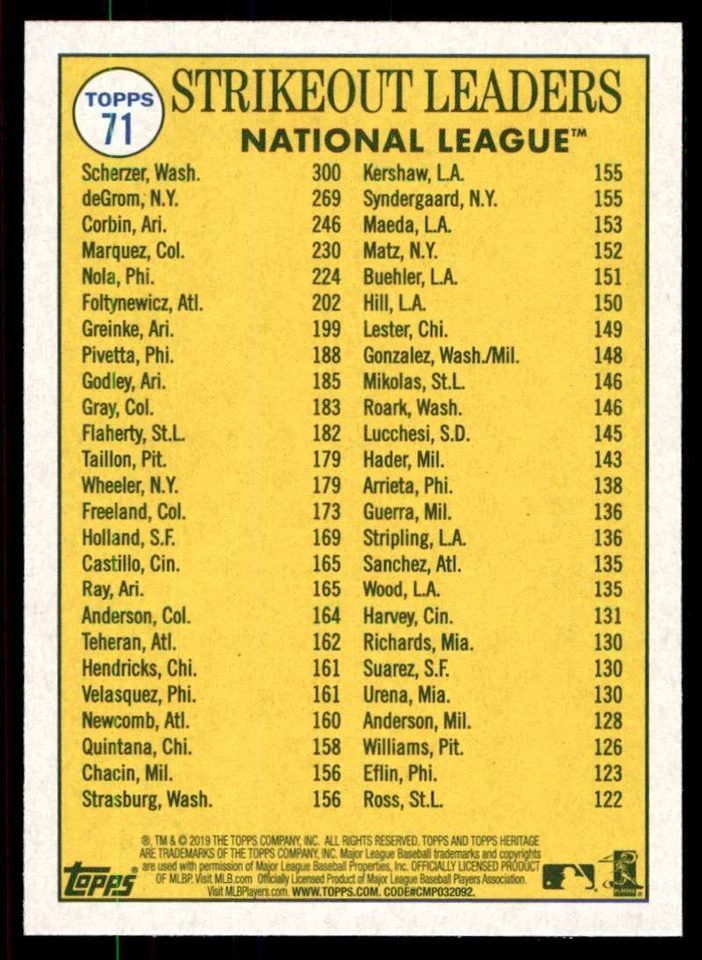 TOPPS
71
STRIKEOUT LEADERS
NATIONAL LEAGUE™
Scherzer, Wash. 300
deGrom, N.Y. 269
Corbin, Ari. 246
Marquez, Col. 230
Nola, Phi. 224
Foltynewicz, Atl. 202
Greinke, Ari. 199
Pivetta, Phi. 188
Godley, Ari. 185
Gray, Col. 183
Flaherty, St.L. 182
Taillon, Pit. 179
Wheeler, N.Y. 179
Freeland, Col. 173
Holland, S.F. 169
Castillo, Cin. 165
Ray, Ari. 165
Anderson, Col. 164
Teheran, Atl. 162
Hendricks, Chi. 161
Velasquez, Phi. 161
Newcomb, Atl. 160
Quintana, Chi. 158
Chacin, Mil. 156
Strasburg, Wash. 156
Kershaw, L.A. 155
Syndergaard, N.Y. 155
Maeda, L.A. 153
Matz, N.Y. 152
Buehler, L.A. 151
Hill, L.A. 150
Lester, Chi. 149
Gonzalez, Wash./Mil. 148
Mikolas, St.L. 146
Roark, Wash. 146
Lucchesi, S.D. 145
Hader, Mil. 143
Arrieta, Phi. 138
Guerra, Mil. 136
Stripling, L.A. 136
Sanchez, Atl. 135
Wood, L.A. 135
Harvey, Cin. 131
Richards, Mia. 130
Suarez, S.F. 130
Urena, Mia. 130
Anderson, Mil. 128
Williams, Pit. 126
Eflin, Phi. 123
Ross, St.L. 122
®, TM & © 2019 THE TOPPS COMPANY, INC. ALL RIGHTS RESERVED. TOPPS AND TOPPS HERITAGE
ARE TRADEMARKS OF THE TOPPS COMPANY, INC. Major League Baseball trademarks and copyrights
are used with permission of Major League Baseball Properties, Inc. OFFICIALLY LICENSED PRODUCT
OF MLBP. Visit MLB.com Officially Licensed Product of Major League Baseball Players Association.
Visit MLBPlayers.com. WWW.TOPPS.COM. CODE#CMP032092.
Topps®